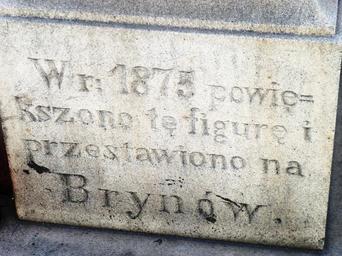 W r: 1875 powię=
kszono tę figurę i
przestawiono na
Brynów.